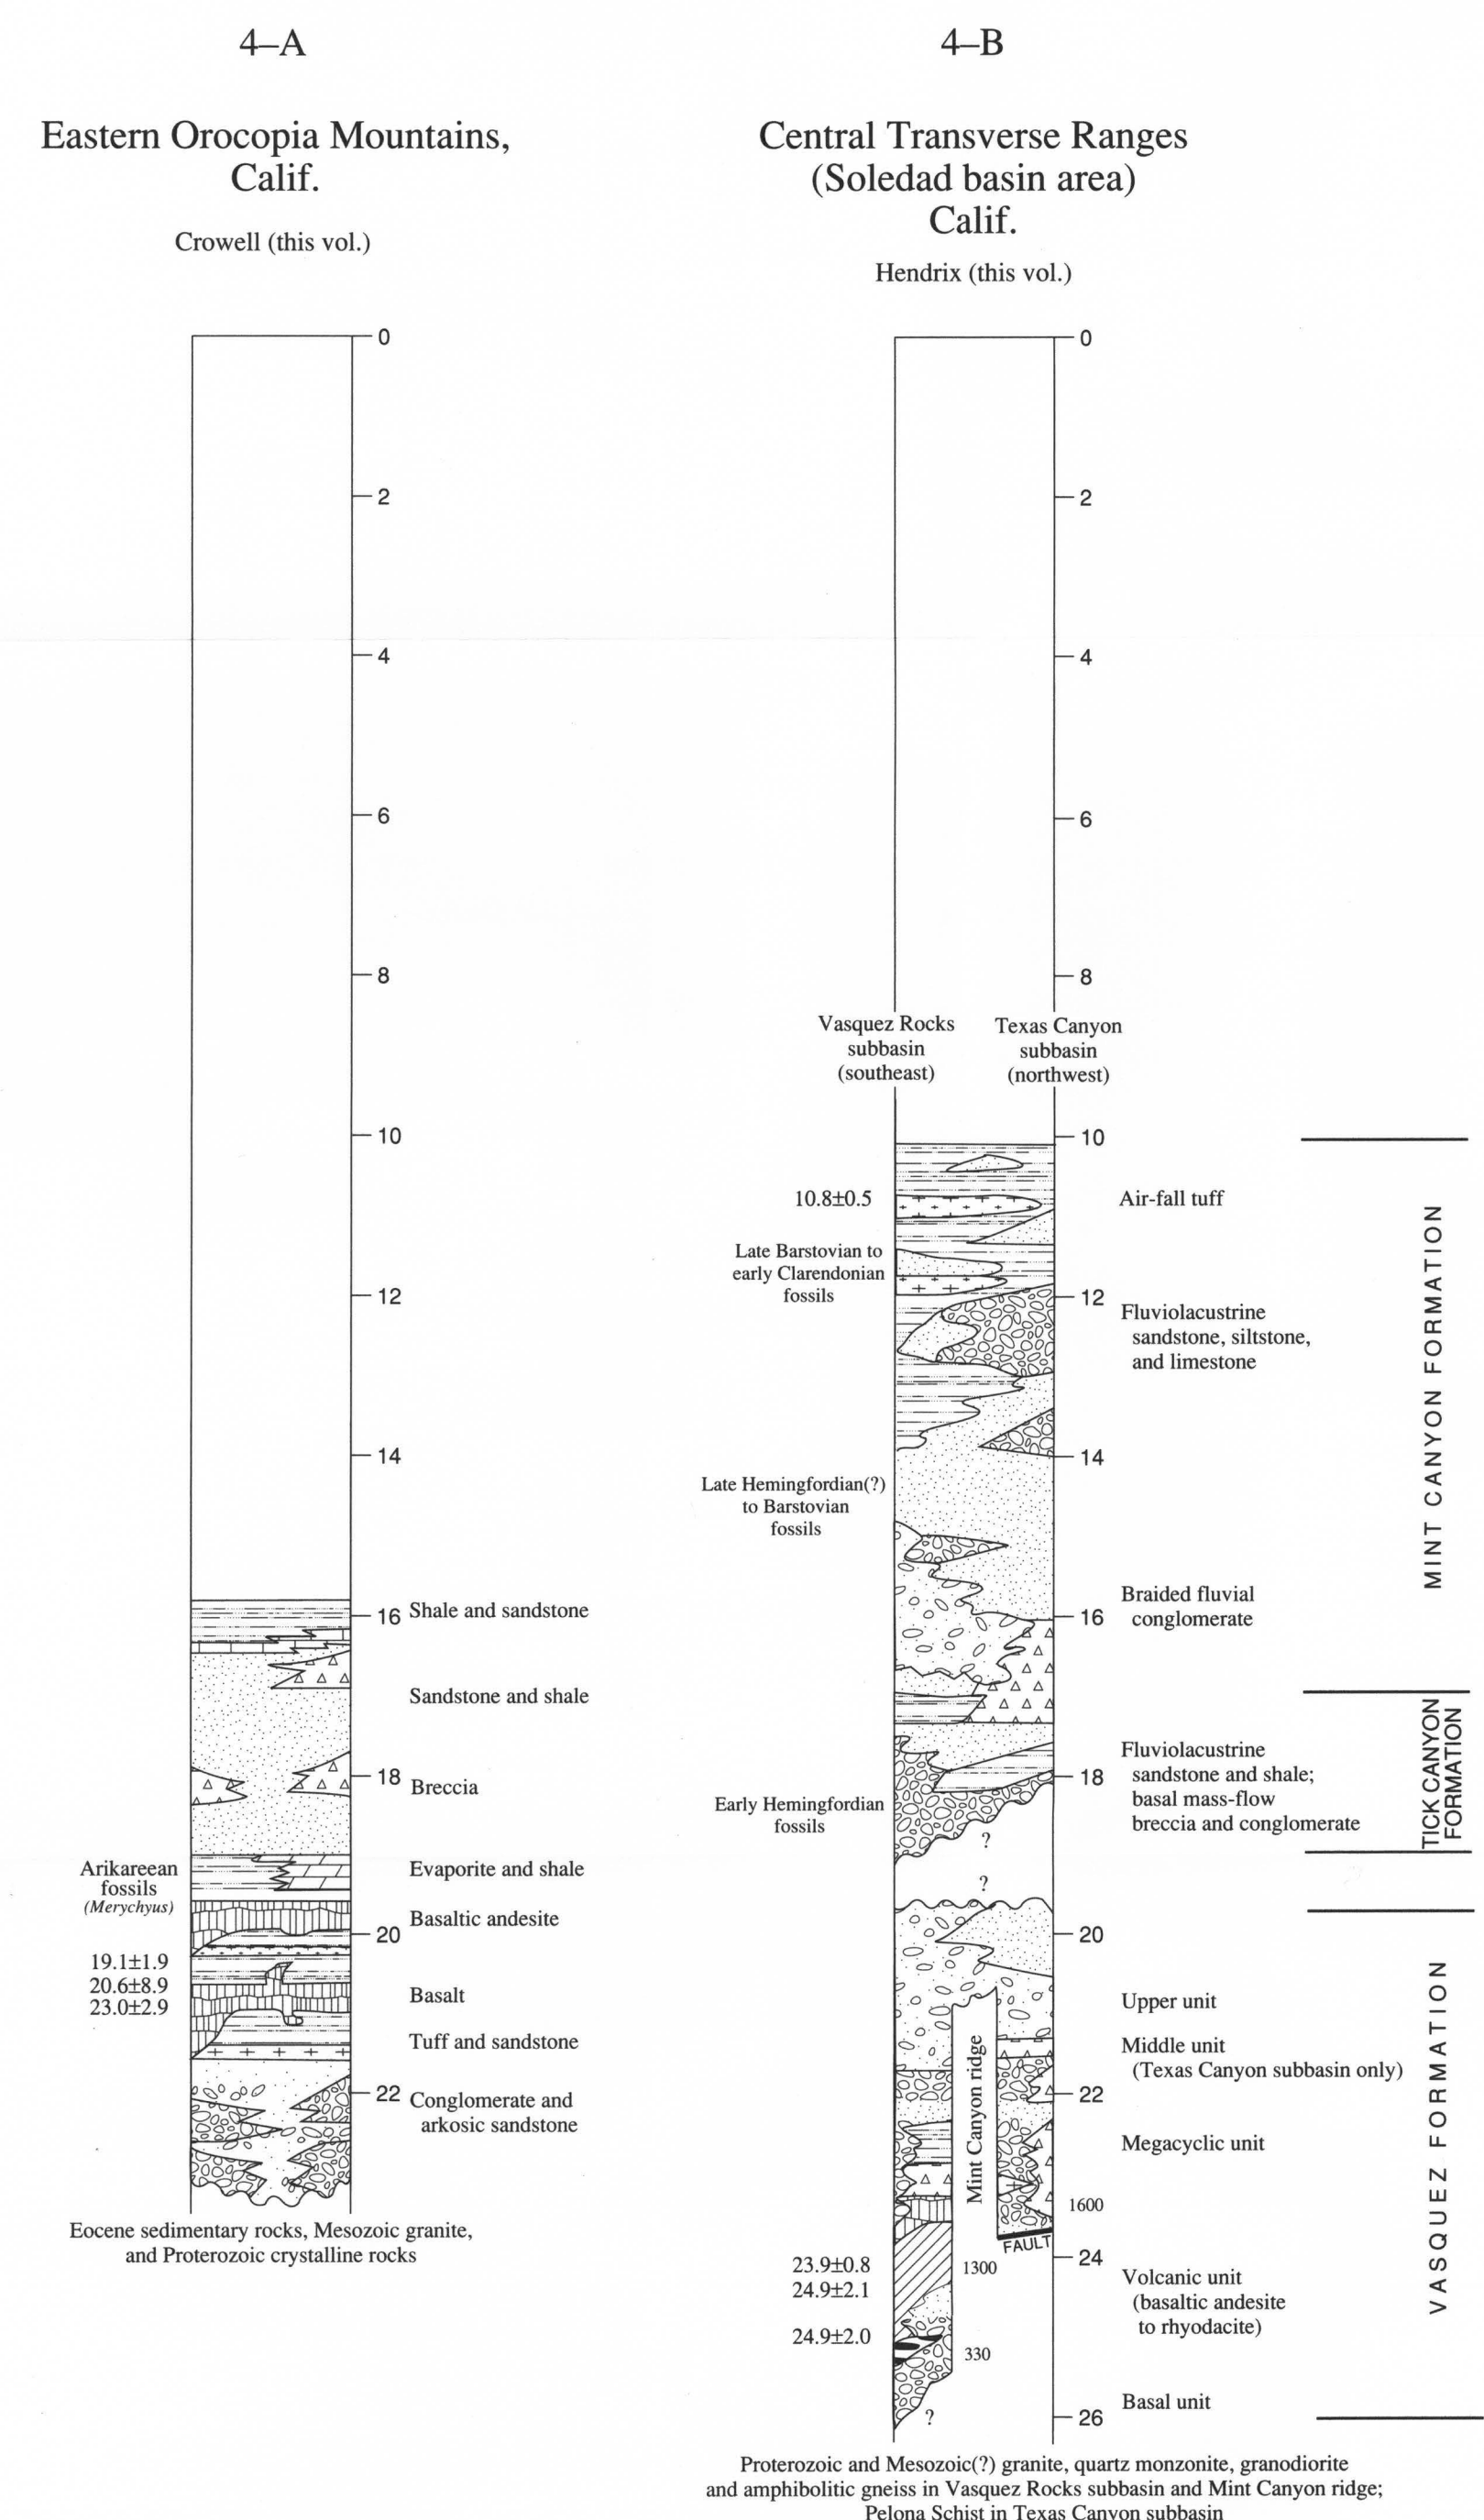 4–A
Eastern Orocopia Mountains,
Calif.
Crowell (this vol.)
0
2
4
6
8
10
12
14
16
18
20
22
Shale and sandstone
Sandstone and shale
Breccia
Evaporite and shale
Basaltic andesite
Basalt
Tuff and sandstone
Conglomerate and
arkosic sandstone
Arikareean
fossils
(Merychyus)
19.1±1.9
20.6±8.9
23.0±2.9
Eocene sedimentary rocks, Mesozoic granite,
and Proterozoic crystalline rocks
4–B
Central Transverse Ranges
(Soledad basin area)
Calif.
Hendrix (this vol.)
0
2
4
6
8
Vasquez Rocks
subbasin
(southeast)
Texas Canyon
subbasin
(northwest)
10
12
14
16
18
20
22
24
26
10.8±0.5
Late Barstovian to
early Clarendonian
fossils
Late Hemingfordian(?)
to Barstovian
fossils
Early Hemingfordian
fossils
23.9±0.8
24.9±2.1
24.9±2.0
?
?
Mint Canyon ridge
FAULT
1600
1300
330
?
Air-fall tuff
Fluviolacustrine
sandstone, siltstone,
and limestone
Braided fluvial
conglomerate
Fluviolacustrine
sandstone and shale;
basal mass-flow
breccia and conglomerate
Upper unit
Middle unit
(Texas Canyon subbasin only)
Megacyclic unit
Volcanic unit
(basaltic andesite
to rhyodacite)
Basal unit
MINT CANYON FORMATION
TICK CANYON
FORMATION
VASQUEZ FORMATION
Proterozoic and Mesozoic(?) granite, quartz monzonite, granodiorite
and amphibolitic gneiss in Vasquez Rocks subbasin and Mint Canyon ridge;
Pelona Schist in Texas Canyon subbasin